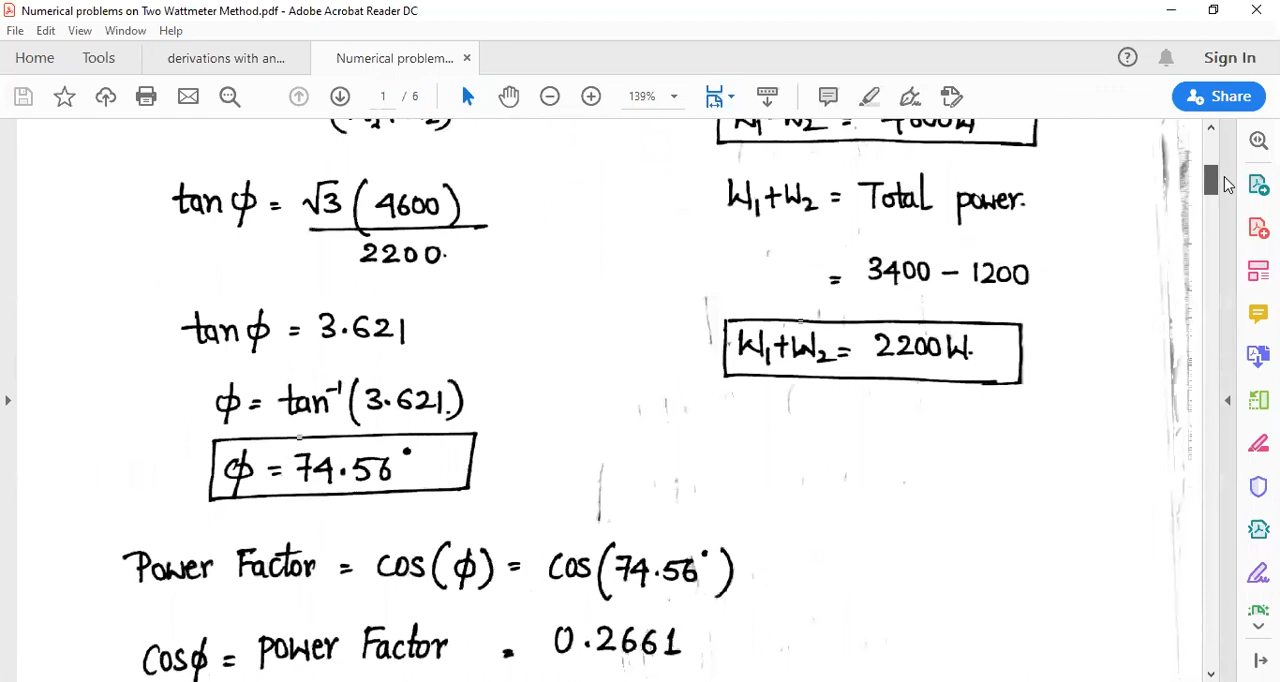 Numerical problems on Two Wattmeter Method.pdf - Adobe Acrobat Reader DC
File Edit View Window Help
Home Tools derivations with an... Numerical problem... ×
1 / 6 139% Share
Sign In
W₁-W₂ = 4600W
tan ϕ = √3 (4600)
2200.
W₁+W₂ = Total power.
= 3400 - 1200
tan ϕ = 3.621
W₁+W₂ = 2200W.
ϕ = tan⁻¹(3.621.)
ϕ = 74.56°
Power Factor = cos(ϕ) = cos(74.56°)
Cosϕ = Power Factor = 0.2661